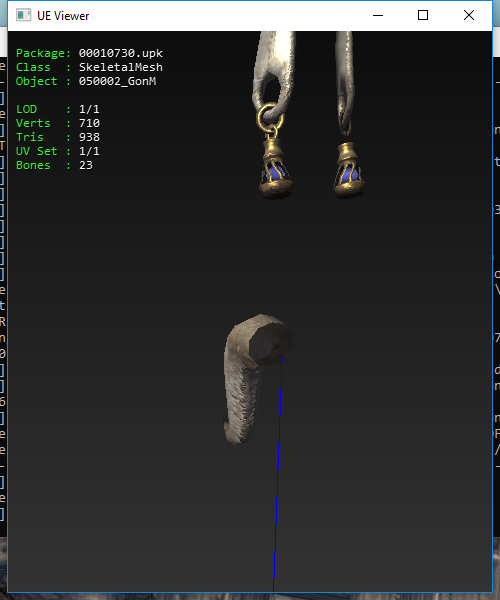 UE Viewer
Package: 00010730.upk
Class  : SkeletalMesh
Object : 050002_GonM
LOD    : 1/1
Verts  : 710
Tris   : 938
UV Set : 1/1
Bones  : 23